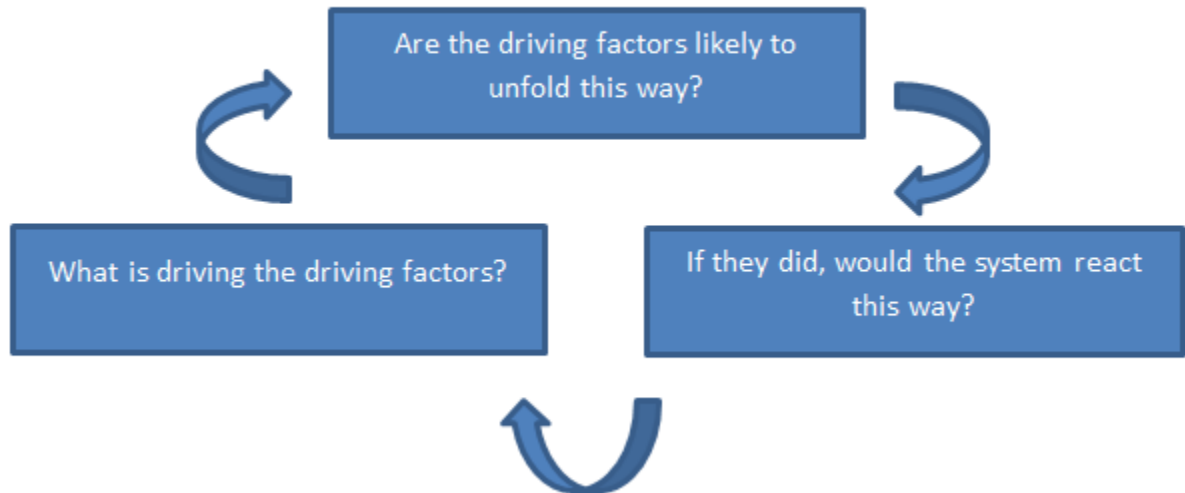 Are the driving factors likely to
unfold this way?
What is driving the driving factors?
If they did, would the system react
this way?